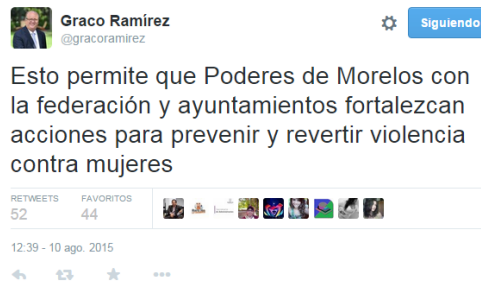 Graco Ramírez
@gracoramirez
Siguiendo
Esto permite que Poderes de Morelos con
la federación y ayuntamientos fortalezcan
acciones para prevenir y revertir violencia
contra mujeres
RETWEETS
52
FAVORITOS
44
12:39 - 10 ago. 2015